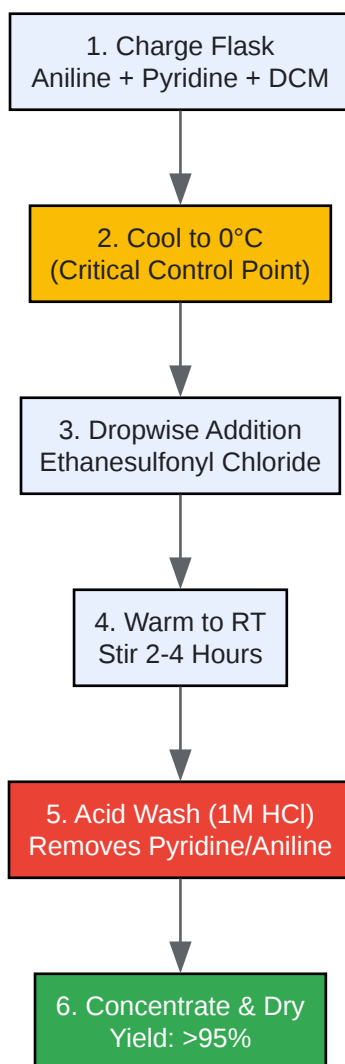 1. Charge Flask
Aniline + Pyridine + DCM
2. Cool to 0°C
(Critical Control Point)
3. Dropwise Addition
Ethanesulfonyl Chloride
4. Warm to RT
Stir 2-4 Hours
5. Acid Wash (1M HCl)
Removes Pyridine/Aniline
6. Concentrate & Dry
Yield: >95%